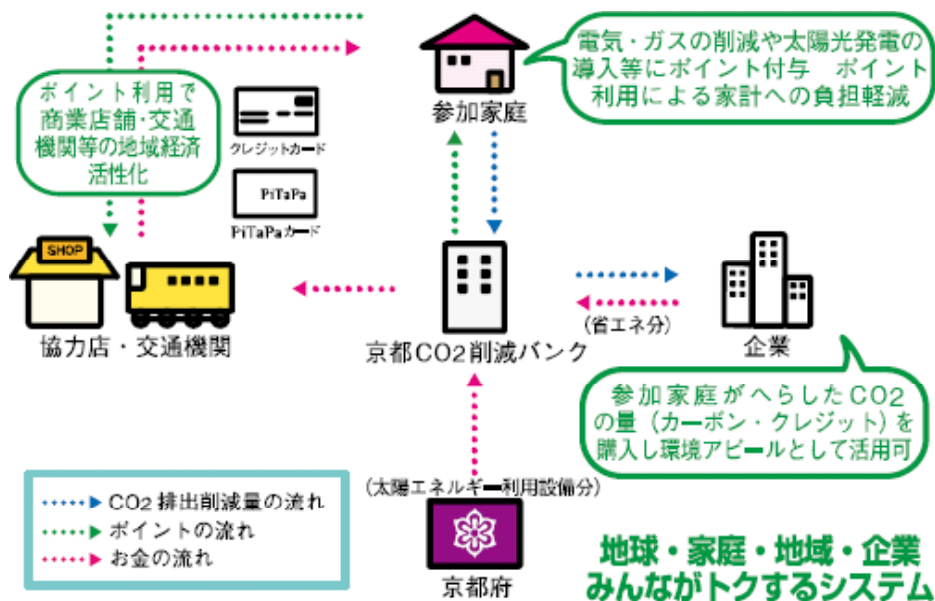 電気・ガスの削減や太陽光発電の
導入等にポイント付与 ポイント
利用による家計への負担軽減
参加家庭
ポイント利用で
商業店舗・交通
機関等の地域経済
活性化
クレジットカード
PiTaPa
PiTaPaカード
SHOP
協力店・交通機関
京都CO2削減バンク
(省エネ分)
企業
参加家庭がへらしたCO2
の量(カーボン・クレジット)を
購入し環境アピールとして活用可
(太陽エネルギー利用設備分)
京都府
CO2排出削減量の流れ
ポイントの流れ
お金の流れ
地球・家庭・地域・企業
みんながトクするシステム